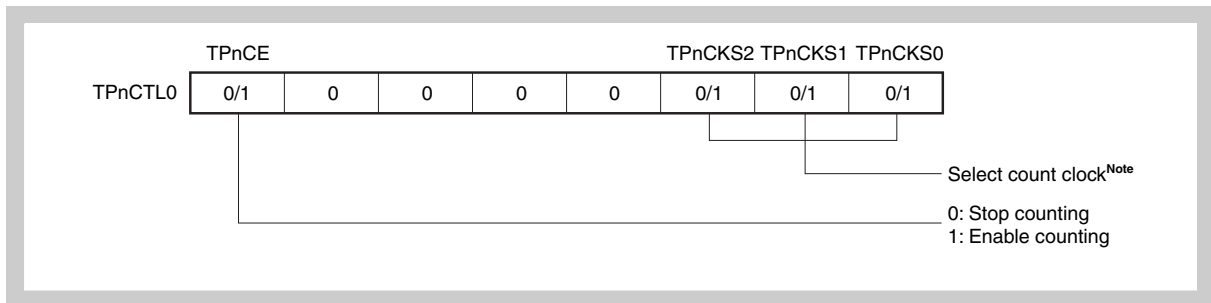 TPnCE TPnCKS2 TPnCKS1 TPnCKS0
TPnCTL0 0/1 0 0 0 0 0/1 0/1 0/1
Select count clockNote
0: Stop counting
1: Enable counting